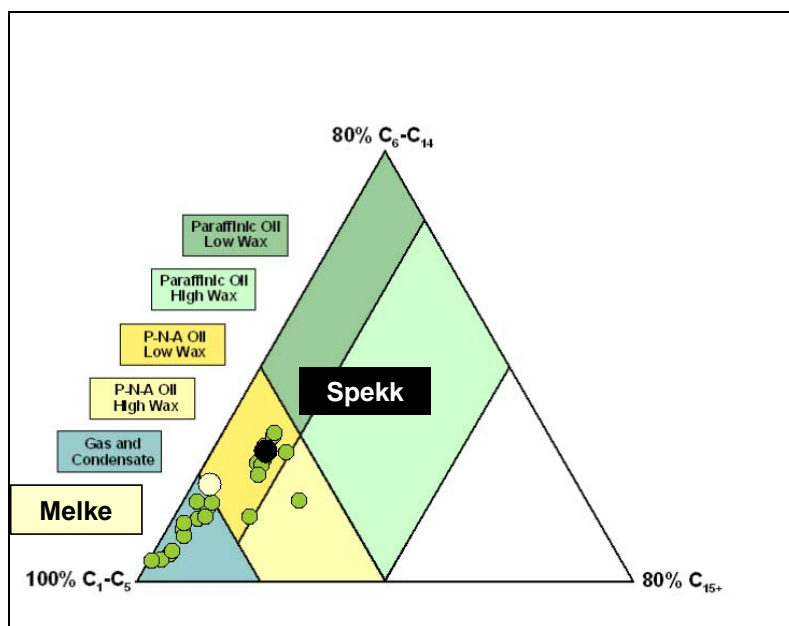 80% C₆-C₁₄
Paraffinic Oil
Low Wax
Paraffinic Oil
High Wax
P-N-A Oil
Low Wax
P-N-A Oil
High Wax
Gas and
Condensate
Spekk
Melke
100% C₁-C₅
80% C₁₅₊